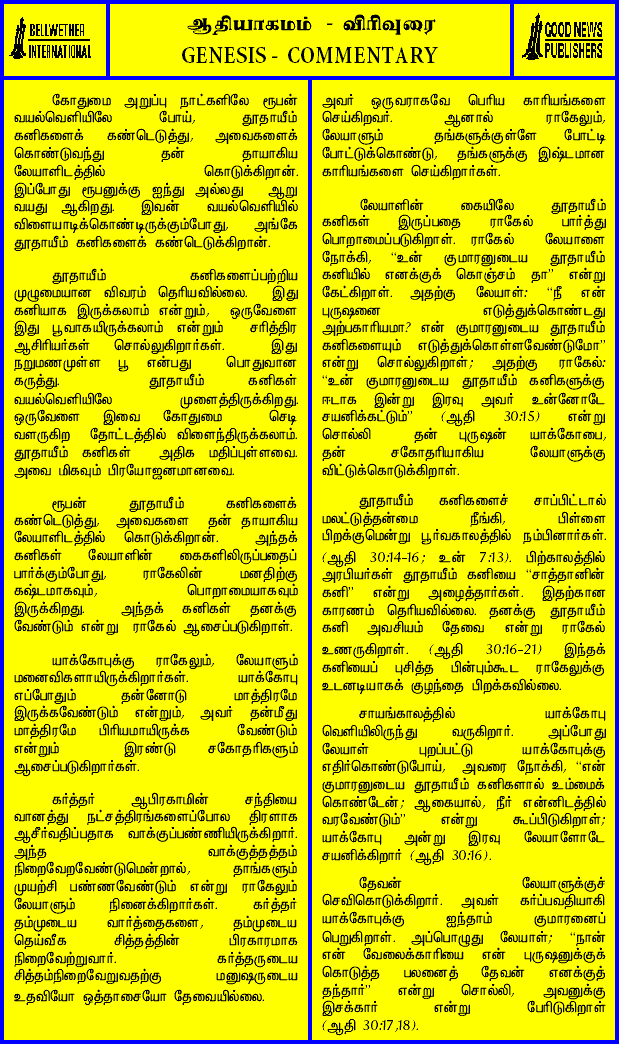 BELLWETHER
INTERNATIONAL
ஆதியாகமம் - விரிவுரை
GENESIS - COMMENTARY
GOOD NEWS
PUBLISHERS
கோதுமை அறுப்பு நாட்களிலே ரூபன்
வயல்வெளியிலே போய், தூதாயீம்
கனிகளைக் கண்டெடுத்து, அவைகளைக்
கொண்டுவந்து தன் தாயாகிய
லேயாளிடத்தில் கொடுக்கிறான்.
இப்போது ரூபனுக்கு ஐந்து அல்லது ஆறு
வயது ஆகிறது. இவன் வயல்வெளியில்
விளையாடிக்கொண்டிருக்கும்போது, அங்கே
தூதாயீம் கனிகளைக் கண்டெடுக்கிறான்.
தூதாயீம் கனிகளைப்பற்றிய
முழுமையான விவரம் தெரியவில்லை. இது
கனியாக இருக்கலாம் என்றும், ஒருவேளை
இது பூவாகயிருக்கலாம் என்றும் சரித்திர
ஆசிரியர்கள் சொல்லுகிறார்கள். இது
நறுமணமுள்ள பூ என்பது பொதுவான
கருத்து. தூதாயீம் கனிகள்
வயல்வெளியிலே முளைத்திருக்கிறது.
ஒருவேளை இவை கோதுமை செடி
வளருகிற தோட்டத்தில் விளைந்திருக்கலாம்.
தூதாயீம் கனிகள் அதிக மதிப்புள்ளவை.
அவை மிகவும் பிரயோஜனமானவை.
ரூபன் தூதாயீம் கனிகளைக்
கண்டெடுத்து, அவைகளை தன் தாயாகிய
லேயாளிடத்தில் கொடுக்கிறான். அந்தக்
கனிகள் லேயாளின் கைகளிலிருப்பதைப்
பார்க்கும்போது, ராகேலின் மனதிற்கு
கஷ்டமாகவும், பொறாமையாகவும்
இருக்கிறது. அந்தக் கனிகள் தனக்கு
வேண்டும் என்று ராகேல் ஆசைப்படுகிறாள்.
யாக்கோபுக்கு ராகேலும், லேயாளும்
மனைவிகளாயிருக்கிறார்கள். யாக்கோபு
எப்போதும் தன்னோடு மாத்திரமே
இருக்கவேண்டும் என்றும், அவர் தன்மீது
மாத்திரமே பிரியமாயிருக்க வேண்டும்
என்றும் இரண்டு சகோதரிகளும்
ஆசைப்படுகிறார்கள்.
கர்த்தர் ஆபிரகாமின் சந்தியை
வானத்து நட்சத்திரங்களைப்போல திரளாக
ஆசீர்வதிப்பதாக வாக்குப்பண்ணியிருக்கிறார்.
அந்த வாக்குத்தத்தம்
நிறைவேறவேண்டுமென்றால், தாங்களும்
முயற்சி பண்ணவேண்டும் என்று ராகேலும்
லேயாளும் நினைக்கிறார்கள். கர்த்தர்
தம்முடைய வார்த்தைகளை, தம்முடைய
தெய்வீக சித்தத்தின் பிரகாரமாக
நிறைவேற்றுவார். கர்த்தருடைய
சித்தம்நிறைவேறுவதற்கு மனுஷருடைய
உதவியோ ஒத்தாசையோ தேவையில்லை.
அவர் ஒருவராகவே பெரிய காரியங்களை
செய்கிறவர். ஆனால் ராகேலும்,
லேயாளும் தங்களுக்குள்ளே போட்டி
போட்டுக்கொண்டு, தங்களுக்கு இஷ்டமான
காரியங்களை செய்கிறார்கள்.
லேயாளின் கையிலே தூதாயீம்
கனிகள் இருப்பதை ராகேல் பார்த்து
பொறாமைப்படுகிறாள். ராகேல் லேயாளை
நோக்கி, “உன் குமாரனுடைய தூதாயீம்
கனியில் எனக்குக் கொஞ்சம் தா” என்று
கேட்கிறாள். அதற்கு லேயாள்: “நீ என்
புருஷனை எடுத்துக்கொண்டது
அற்பகாரியமா? என் குமாரனுடைய தூதாயீம்
கனிகளையும் எடுத்துக்கொள்ளவேண்டுமோ”
என்று சொல்லுகிறாள்; அதற்கு ராகேல்:
“உன் குமாரனுடைய தூதாயீம் கனிகளுக்கு
ஈடாக இன்று இரவு அவர் உன்னோடே
சயனிக்கட்டும்” (ஆதி 30:15) என்று
சொல்லி தன் புருஷன் யாக்கோபை,
தன் சகோதரியாகிய லேயாளுக்கு
விட்டுக்கொடுக்கிறாள்.
தூதாயீம் கனிகளைச் சாப்பிட்டால்
மலட்டுத்தன்மை நீங்கி, பிள்ளை
பிறக்குமென்று பூர்வகாலத்தில் நம்பினார்கள்.
(ஆதி 30:14-16; உன் 7:13). பிற்காலத்தில்
அரபியர்கள் தூதாயீம் கனியை “சாத்தானின்
கனி” என்று அழைத்தார்கள். இதற்கான
காரணம் தெரியவில்லை. தனக்கு தூதாயீம்
கனி அவசியம் தேவை என்று ராகேல்
உணருகிறாள். (ஆதி 30:16-21) இந்தக்
கனியைப் புசித்த பின்பும்கூட ராகேலுக்கு
உடனடியாகக் குழந்தை பிறக்கவில்லை.
சாயங்காலத்தில் யாக்கோபு
வெளியிலிருந்து வருகிறார். அப்போது
லேயாள் புறப்பட்டு யாக்கோபுக்கு
எதிர்கொண்டுபோய், அவரை நோக்கி, “என்
குமாரனுடைய தூதாயீம் கனிகளால் உம்மைக்
கொண்டேன்; ஆகையால், நீர் என்னிடத்தில்
வரவேண்டும்” என்று கூப்பிடுகிறாள்;
யாக்கோபு அன்று இரவு லேயாளோடே
சயனிக்கிறார் (ஆதி 30:16).
தேவன் லேயாளுக்குச்
செவிகொடுக்கிறார். அவள் கர்ப்பவதியாகி
யாக்கோபுக்கு ஐந்தாம் குமாரனைப்
பெறுகிறாள். அப்பொழுது லேயாள்; “நான்
என் வேலைக்காரியை என் புருஷனுக்குக்
கொடுத்த பலனைத் தேவன் எனக்குத்
தந்தார்” என்று சொல்லி, அவனுக்கு
இசக்கார் என்று பேரிடுகிறாள்
(ஆதி 30:17,18).